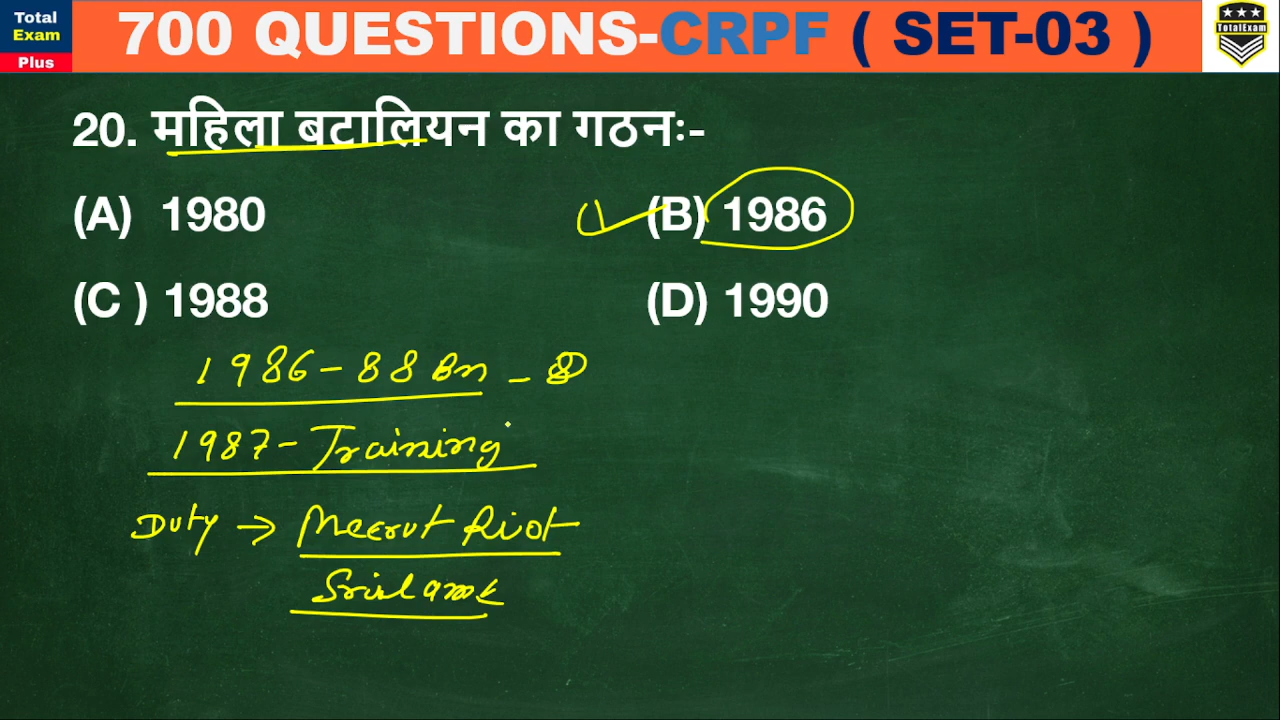 Total
Exam
Plus
700 QUESTIONS-CRPF ( SET-03 )
TotalExam
20. महिला बटालियन का गठनः-
(A) 1980
(B) 1986
(C ) 1988
(D) 1990
1986-88 Bn -
1987- Training
Duty → Meerut Riot